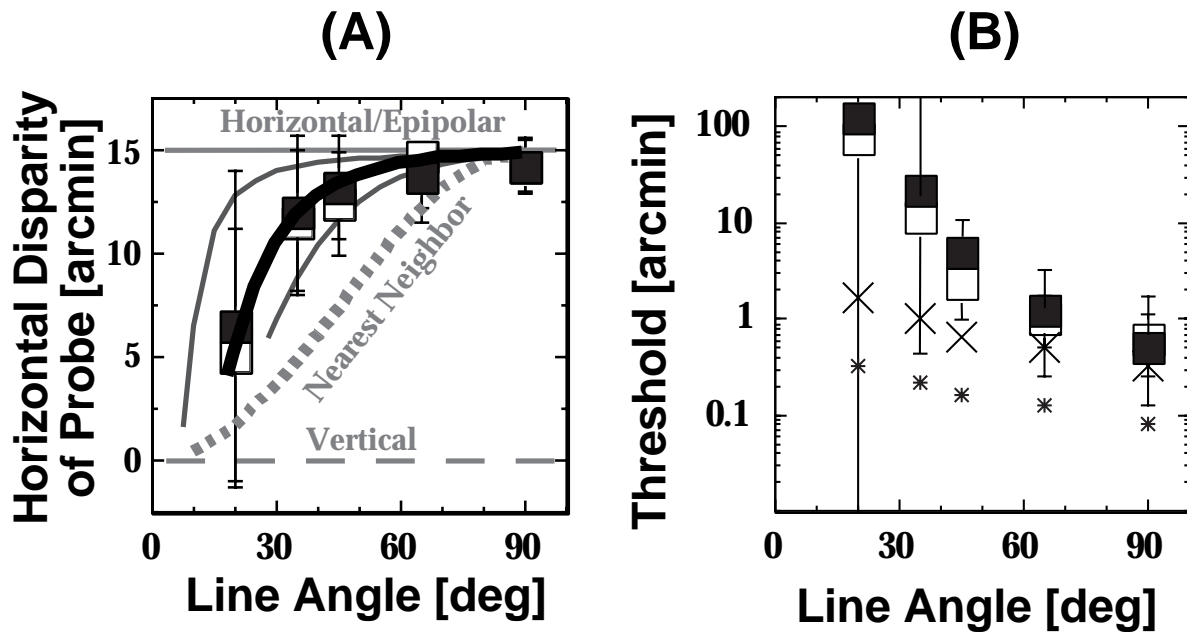 (A)
Horizontal Disparity
of Probe [arcmin]
15
10
5
0
Horizontal/Epipolar
Nearest Neighbor
Vertical
0 30 60 90
Line Angle [deg]
(B)
Threshold [arcmin]
100
10
1
0.1
0 30 60 90
Line Angle [deg]